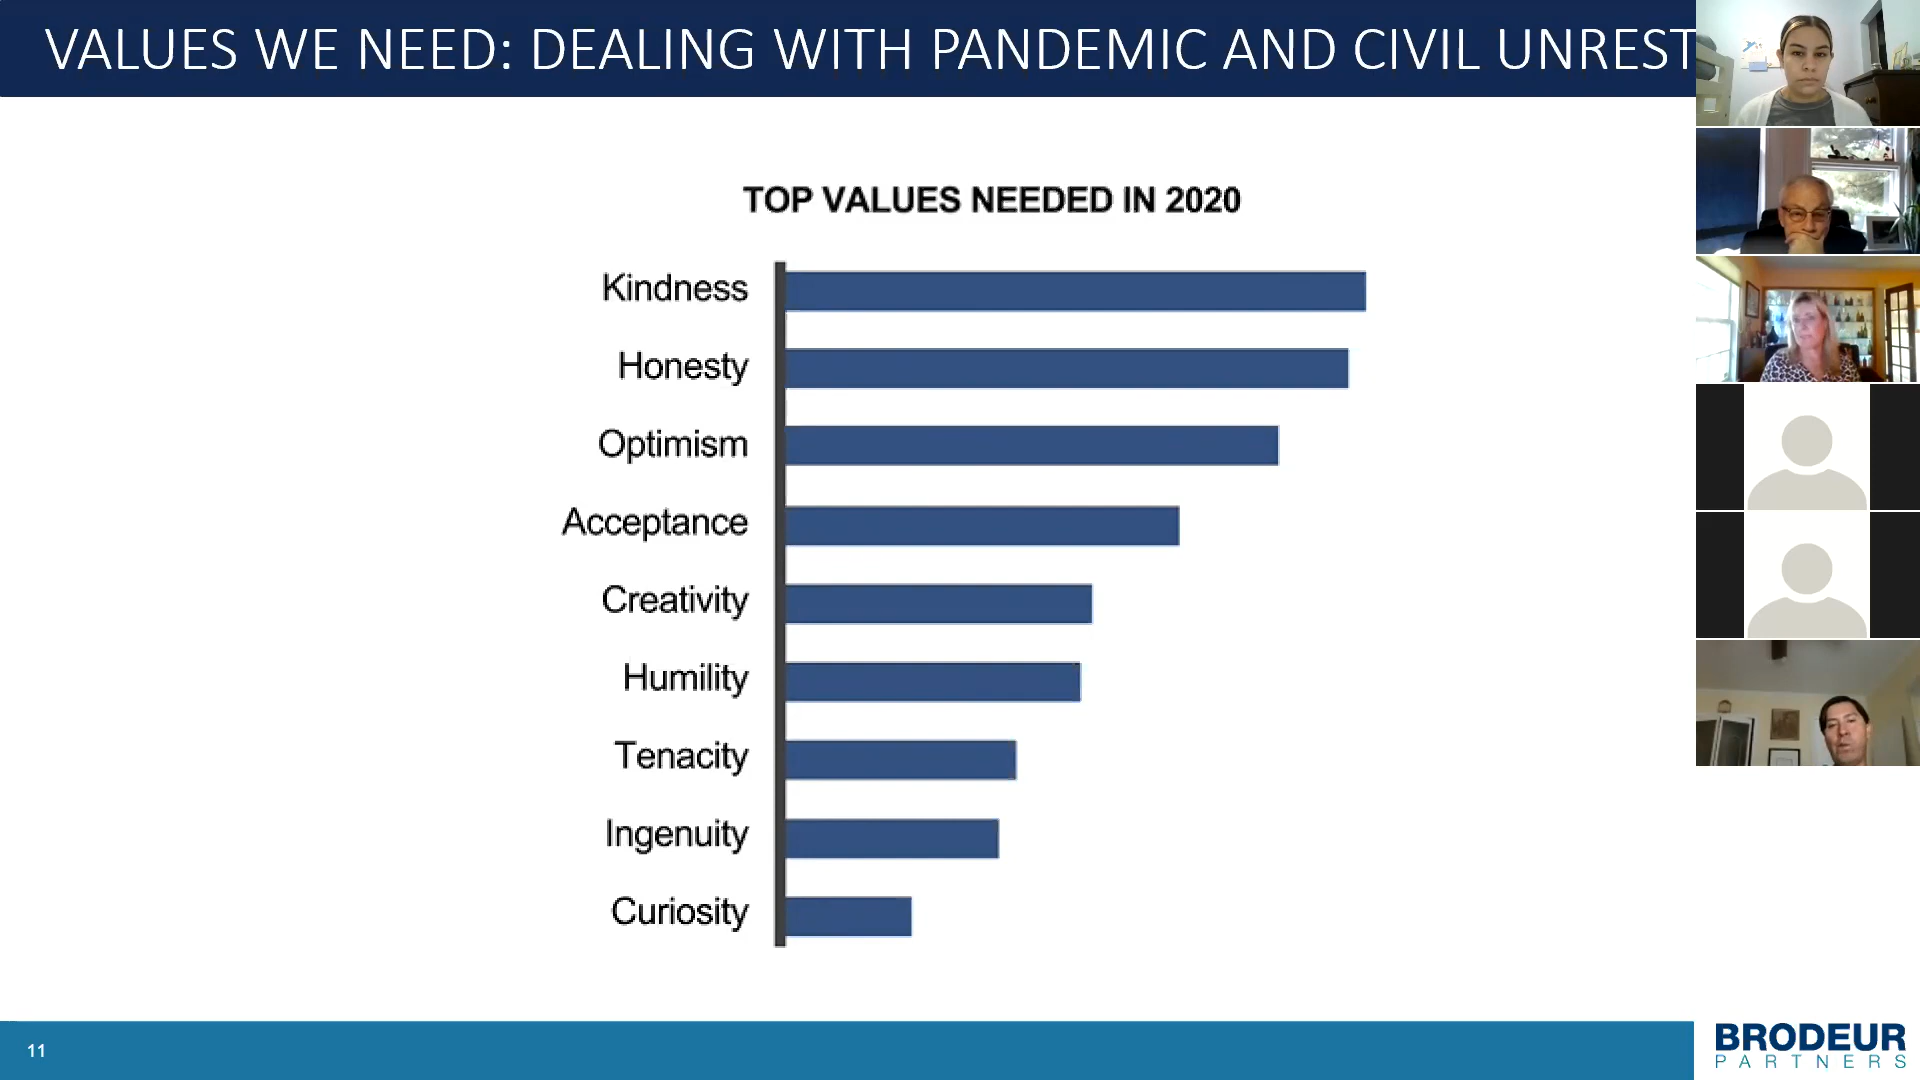 VALUES WE NEED: DEALING WITH PANDEMIC AND CIVIL UNREST
TOP VALUES NEEDED IN 2020
Kindness
Honesty
Optimism
Acceptance
Creativity
Humility
Tenacity
Ingenuity
Curiosity
11
BRODEUR
PARTNERS